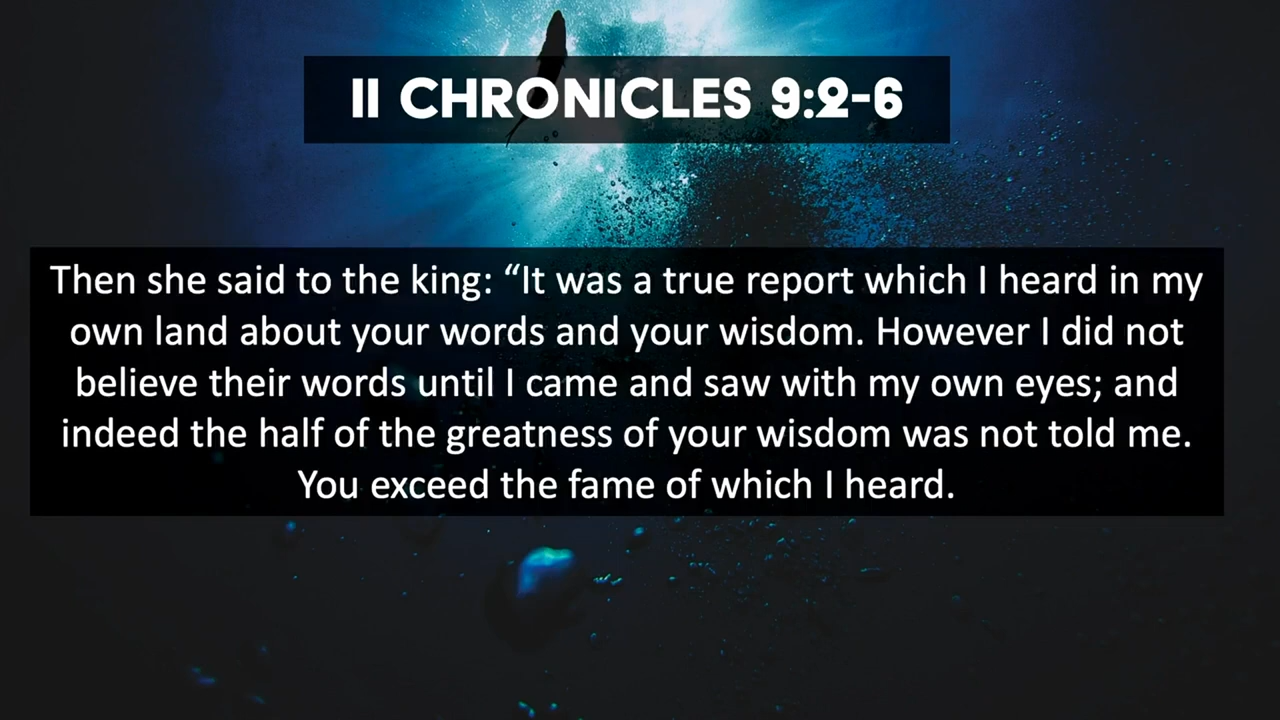 II CHRONICLES 9:2-6
Then she said to the king: “It was a true report which I heard in my
own land about your words and your wisdom. However I did not
believe their words until I came and saw with my own eyes; and
indeed the half of the greatness of your wisdom was not told me.
You exceed the fame of which I heard.